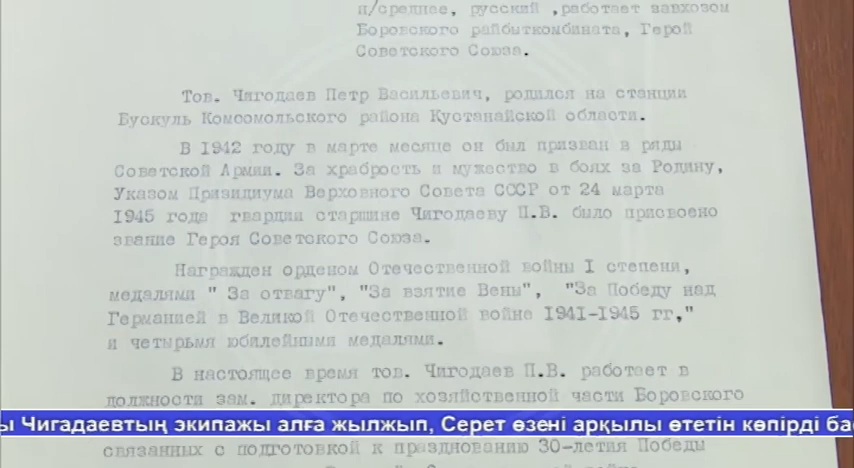 п/среднее, русский ,работает завхозом
Боровского райбыткомбината, Герой
Советского Союза.
Тов. Чигодаев Петр Васильевич, родился на станции
Бускуль Комсомольского района Кустанайской области.
В 1942 году в марте месяце он был призван в ряды
Советской Армии. За храбрость и мужество в боях за Родину,
Указом Призидиума Верховного Совета СССР от 24 марта
1945 года гвардии старшине Чигодаеву П.В. было присвоено
звание Героя Советского Союза.
Награжден орденом Отечественной войны I степени,
медалями " За отвагу", "За взятие Вены", "За Победу над
Германией в Великой Отечественной войне 1941-1945 гг,"
и четырьмя юбилейными медалями.
В настоящее время тов. Чигодаев П.В. работает в
должности зам. директора по хозяйственной части Боровского
ы Чигадаевтың экипажы алға жылжып, Серет өзені арқылы өтетін көпірді бас
связанных с подготовкой к празднованию 30-летия Победы